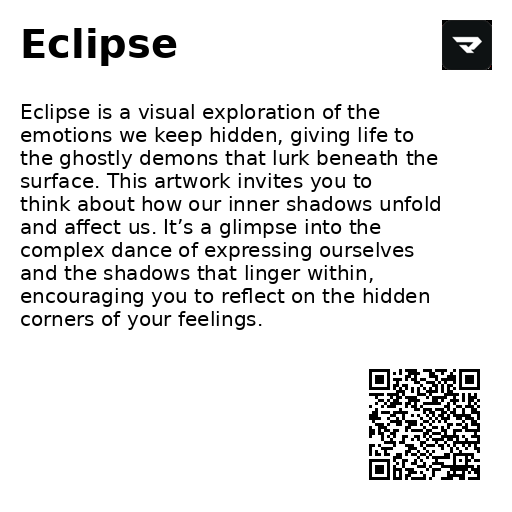 Eclipse
Eclipse is a visual exploration of the
emotions we keep hidden, giving life to
the ghostly demons that lurk beneath the
surface. This artwork invites you to
think about how our inner shadows unfold
and affect us. It’s a glimpse into the
complex dance of expressing ourselves
and the shadows that linger within,
encouraging you to reflect on the hidden
corners of your feelings.